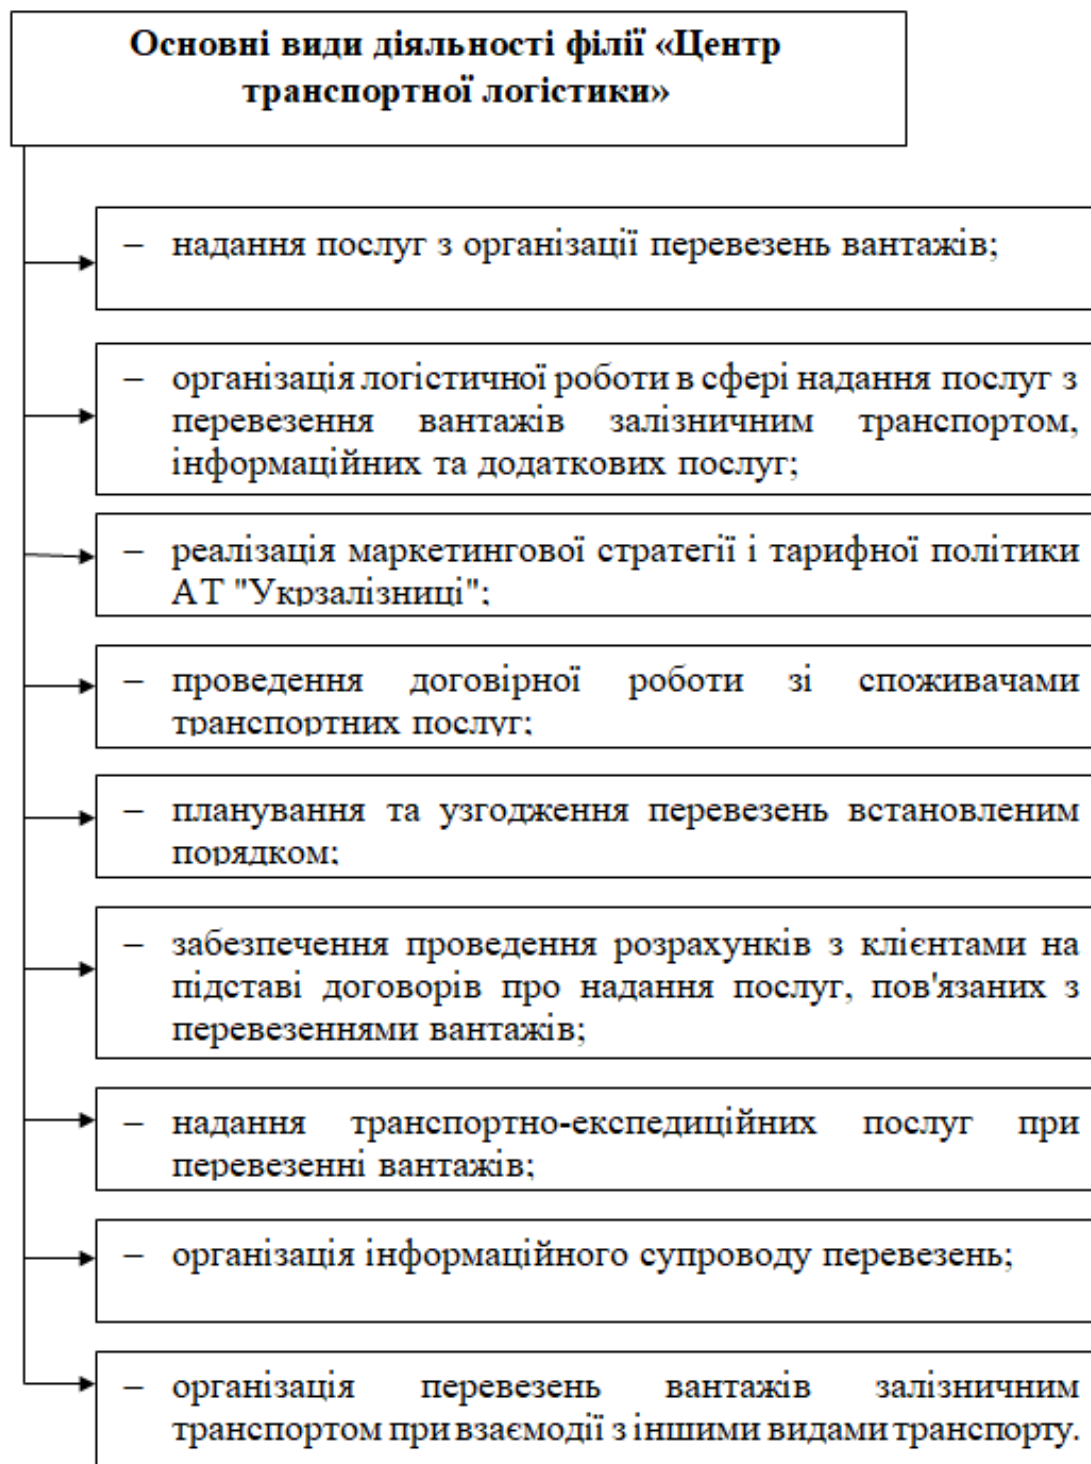 Основні види діяльності філії «Центр
транспортної логістики»
– надання послуг з організації перевезень вантажів;
– організація логістичної роботи в сфері надання послуг з
перевезення вантажів залізничним транспортом,
інформаційних та додаткових послуг;
– реалізація маркетингової стратегії і тарифної політики
АТ "Укрзалізниці";
– проведення договірної роботи зі споживачами
транспортних послуг;
– планування та узгодження перевезень встановленим
порядком;
– забезпечення проведення розрахунків з клієнтами на
підставі договорів про надання послуг, пов'язаних з
перевезеннями вантажів;
– надання транспортно-експедиційних послуг при
перевезенні вантажів;
– організація інформаційного супроводу перевезень;
– організація перевезень вантажів залізничним
транспортом при взаємодії з іншими видами транспорту.